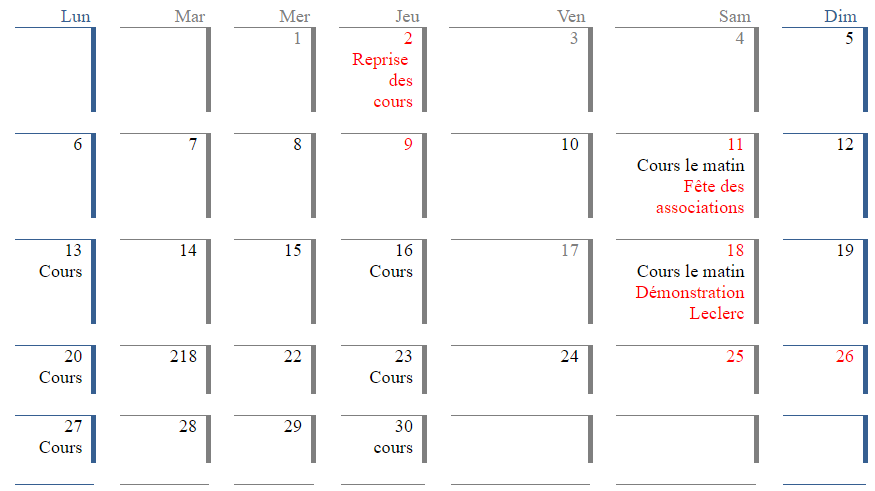 Lun Mar Mer Jeu Ven Sam Dim
1 2 3 4 5
Reprise
des
cours
6 7 8 9 10 11 12
Cours le matin
Fête des
associations
13 14 15 16 17 18 19
Cours Cours Cours le matin
Démonstration
Leclerc
20 218 22 23 24 25 26
Cours Cours
27 28 29 30
Cours cours